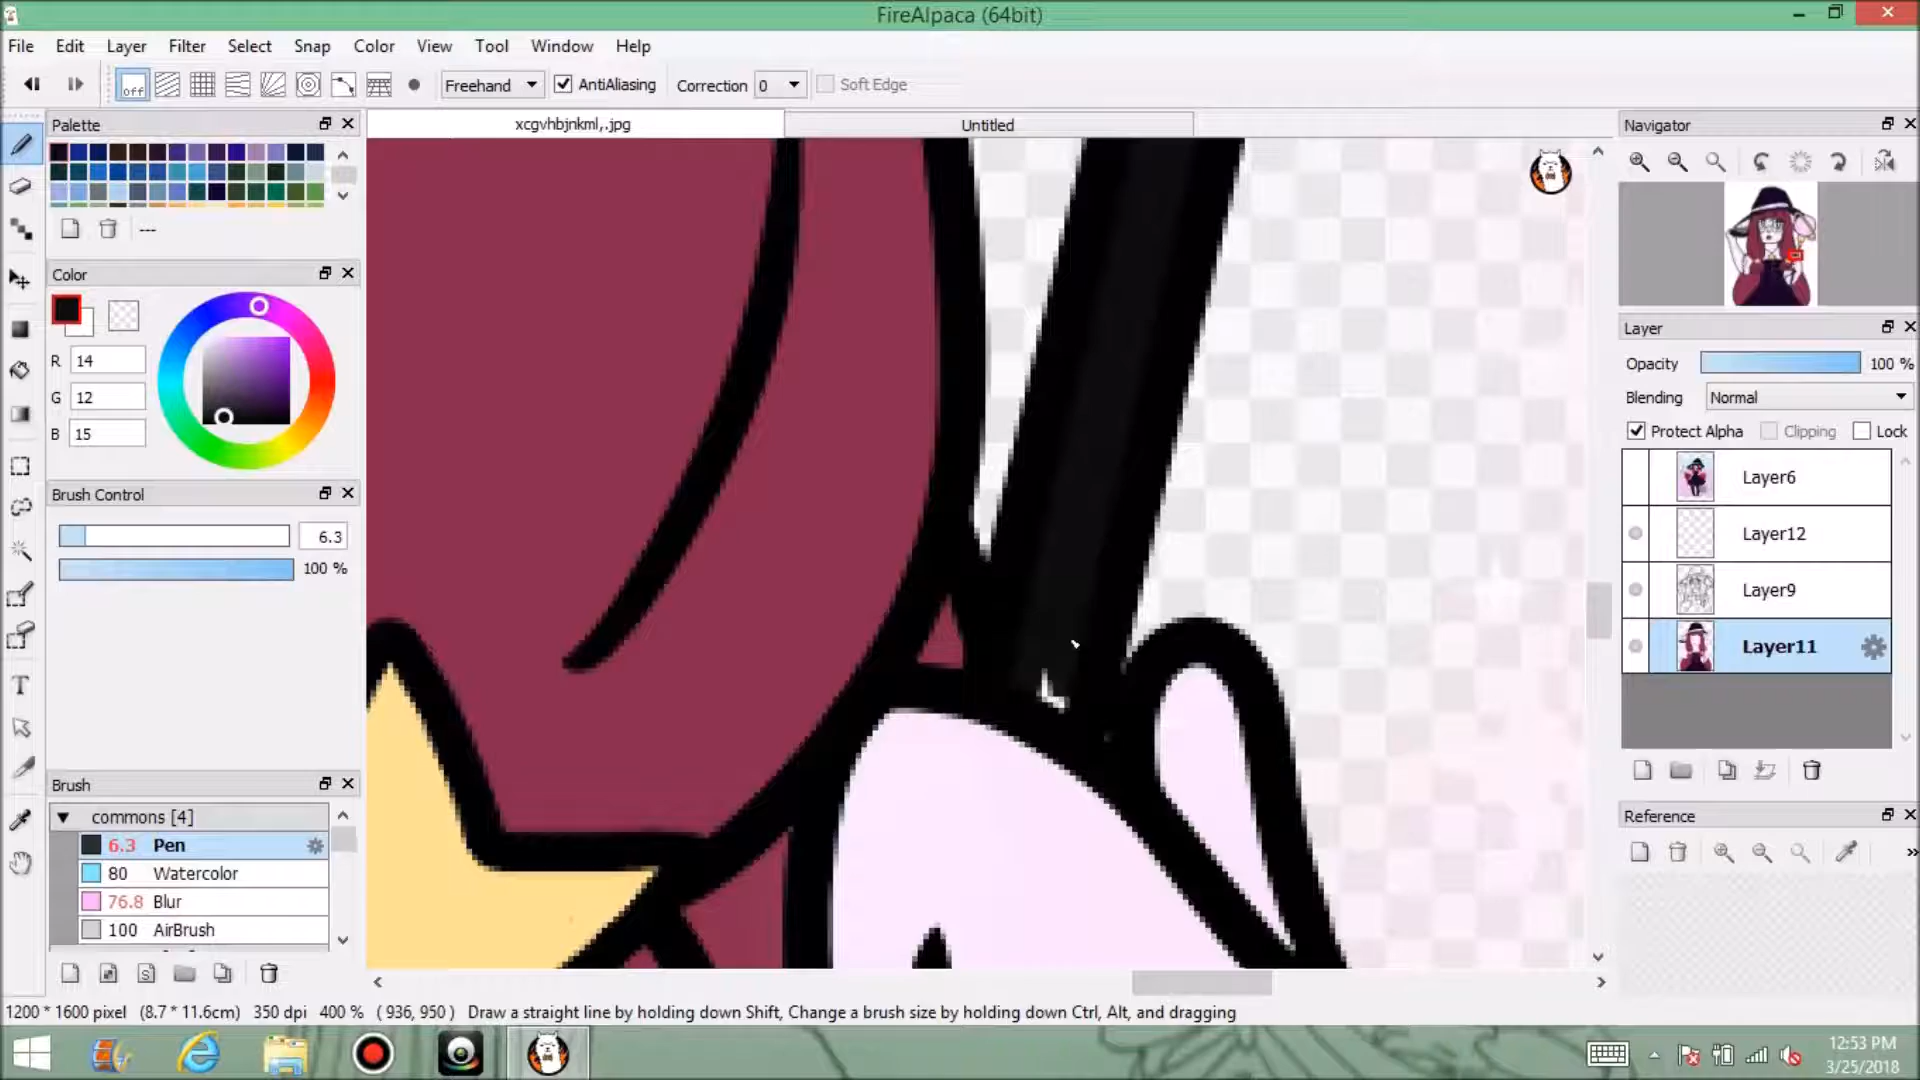 FireAlpaca (64bit)
File Edit Layer Filter Select Snap Color View Tool Window Help
off Freehand AntiAliasing Correction 0 Soft Edge
Palette
xcgvhbjnkml,.jpg
Untitled
Navigator
---
Color
R 14
G 12
B 15
Layer
Opacity 100 %
Blending Normal
Protect Alpha Clipping Lock
Layer6
Layer12
Layer9
Layer11
Brush Control
6.3
100 %
Brush
commons [4]
6.3 Pen
80 Watercolor
76.8 Blur
100 AirBrush
Reference
»
1200 * 1600 pixel (8.7 * 11.6cm) 350 dpi 400 % ( 936, 950 ) Draw a straight line by holding down Shift, Change a brush size by holding down Ctrl, Alt, and dragging
12:53 PM
3/25/2018